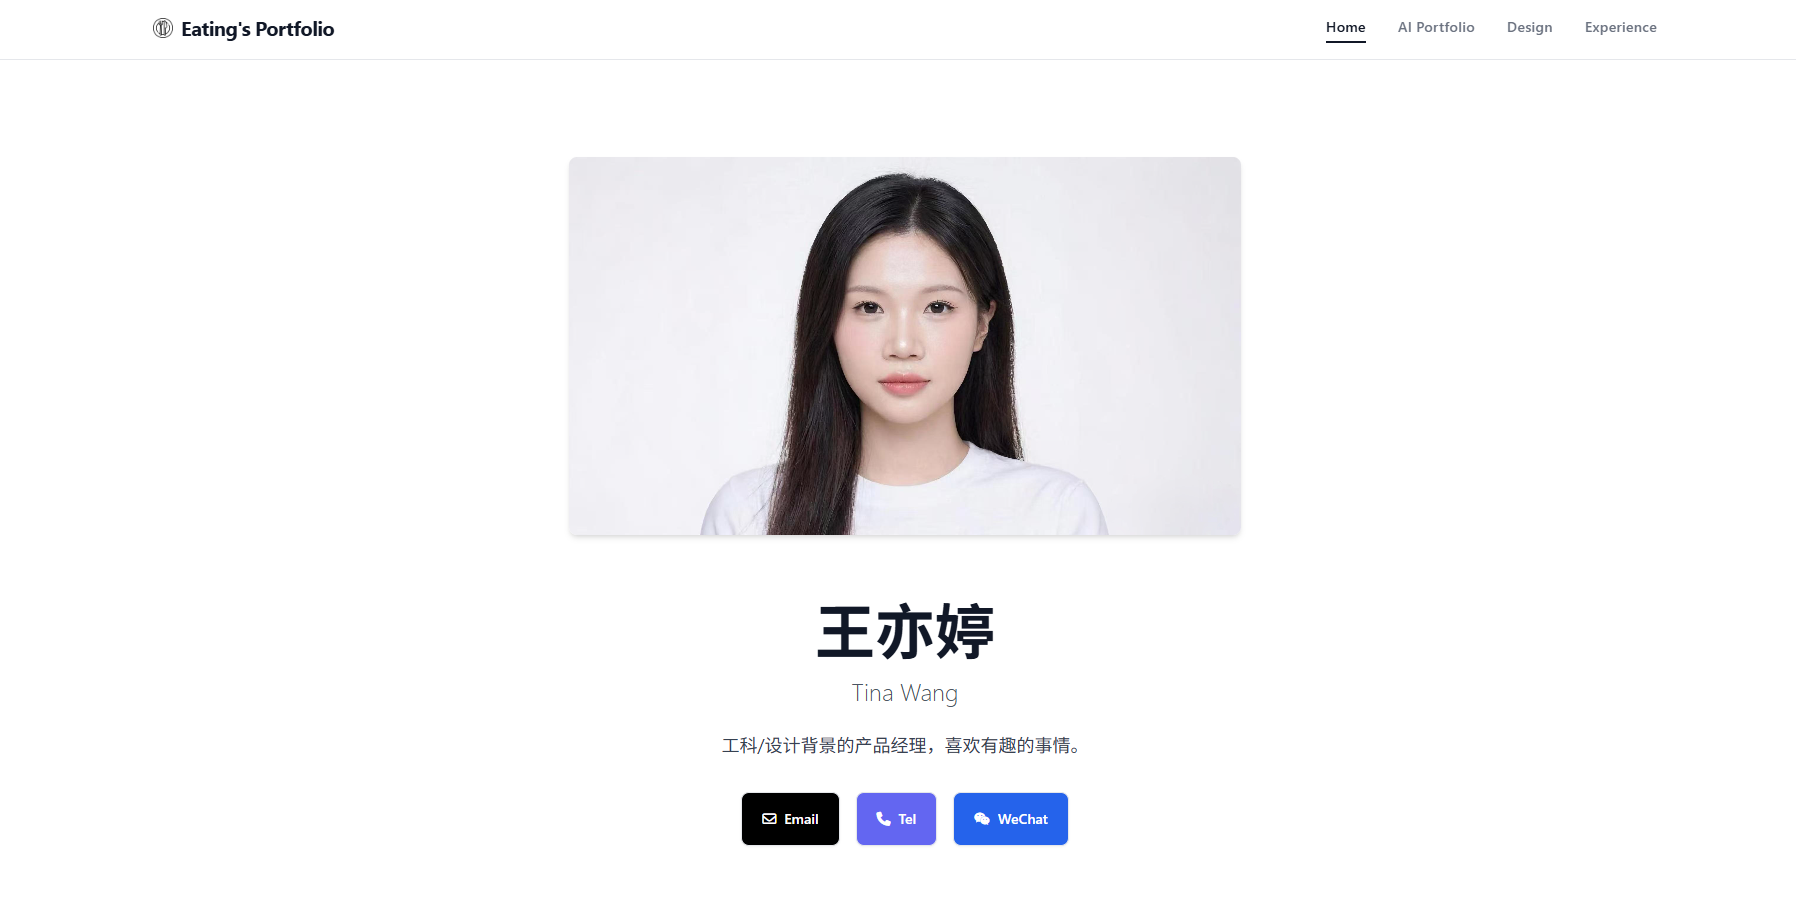 Eating's Portfolio
Home
AI Portfolio
Design
Experience
王亦婷
Tina Wang
工科/设计背景的产品经理，喜欢有趣的事情。
Email
Tel
WeChat